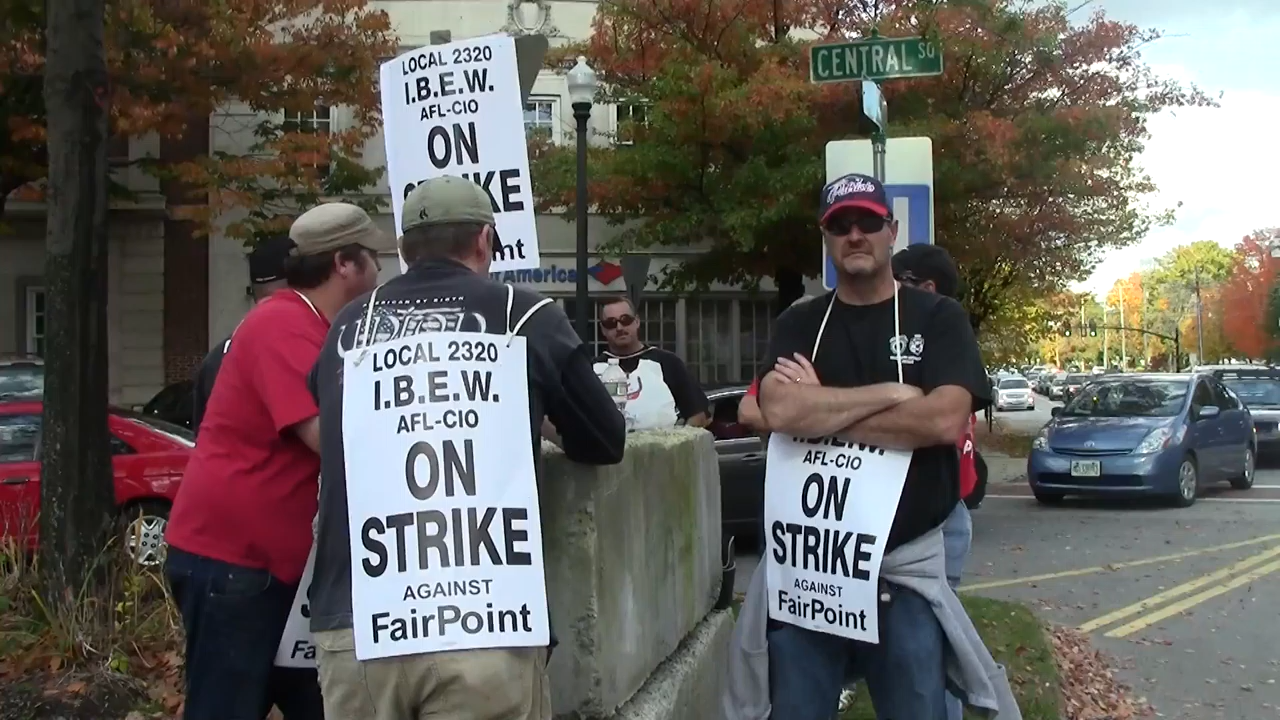 LOCAL 2320
I.B.E.W.
AFL-CIO
ON
STRIKE
CENTRAL SQ
America
LOCAL 2320
I.B.E.W.
AFL-CIO
ON
STRIKE
AGAINST
FairPoint
I.B.E.W.
AFL-CIO
ON
STRIKE
AGAINST
FairPoint